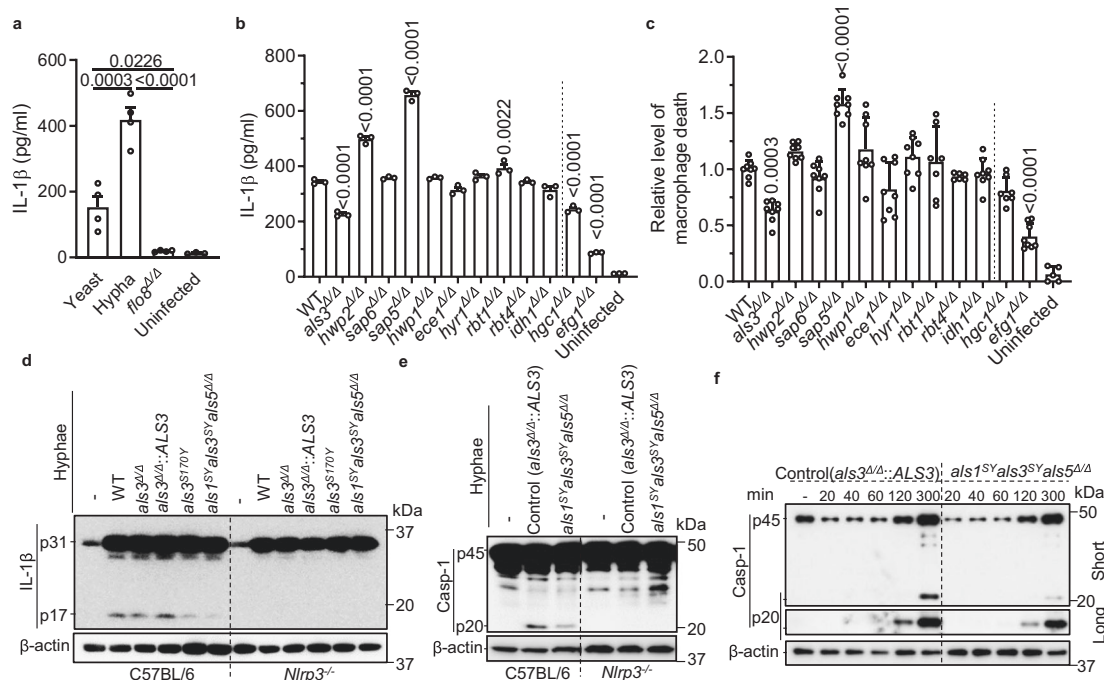 a
IL-1β (pg/ml)
600
400
200
0
0.0226
0.0003 <0.0001
Yeast
Hypha
flo8Δ/Δ
Uninfected
b
IL-1β (pg/ml)
800
600
400
200
0
<0.0001
<0.0001
<0.0001
0.0022
<0.0001
<0.0001
WT
als3Δ/Δ
hwp2Δ/Δ
sap6Δ/Δ
sap5Δ/Δ
hwp1Δ/Δ
ece1Δ/Δ
hyr1Δ/Δ
rbt1Δ/Δ
rbt4Δ/Δ
idh1Δ/Δ
hgc1Δ/Δ
efg1Δ/Δ
Uninfected
c
Relative level of
macrophage death
2.0
1.5
1.0
0.5
0.0
0.0003
<0.0001
<0.0001
WT
als3Δ/Δ
hwp2Δ/Δ
sap6Δ/Δ
sap5Δ/Δ
hwp1Δ/Δ
ece1Δ/Δ
hyr1Δ/Δ
rbt1Δ/Δ
rbt4Δ/Δ
idh1Δ/Δ
hgc1Δ/Δ
efg1Δ/Δ
Uninfected
d
Hyphae
-
WT
als3Δ/Δ
als3Δ/Δ::ALS3
als3S170Y
als1SYals3SYals5Δ/Δ
-
WT
als3Δ/Δ
als3Δ/Δ::ALS3
als3S170Y
als1SYals3SYals5Δ/Δ
kDa
IL-1β
p31
p17
37
20
β-actin
37
C57BL/6 Nlrp3-/-
e
Hyphae
-
Control (als3Δ/Δ::ALS3)
als1SYals3SYals5Δ/Δ
-
Control (als3Δ/Δ::ALS3)
als1SYals3SYals5Δ/Δ
kDa
Casp-1
p45
p20
50
20
β-actin
37
C57BL/6 Nlrp3-/-
f
Control(als3Δ/Δ::ALS3) als1SYals3SYals5Δ/Δ
min - 20 40 60 120 300 20 40 60 120 300 kDa
Casp-1
p45
p20
50
20
Short
Long
β-actin
37